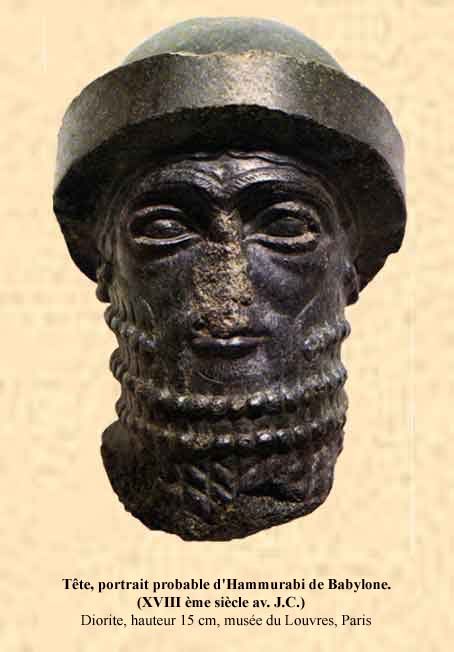 Tête, portrait probable d'Hammurabi de Babylone.
(XVIII ème siècle av. J.C.)
Diorite, hauteur 15 cm, musée du Louvres, Paris